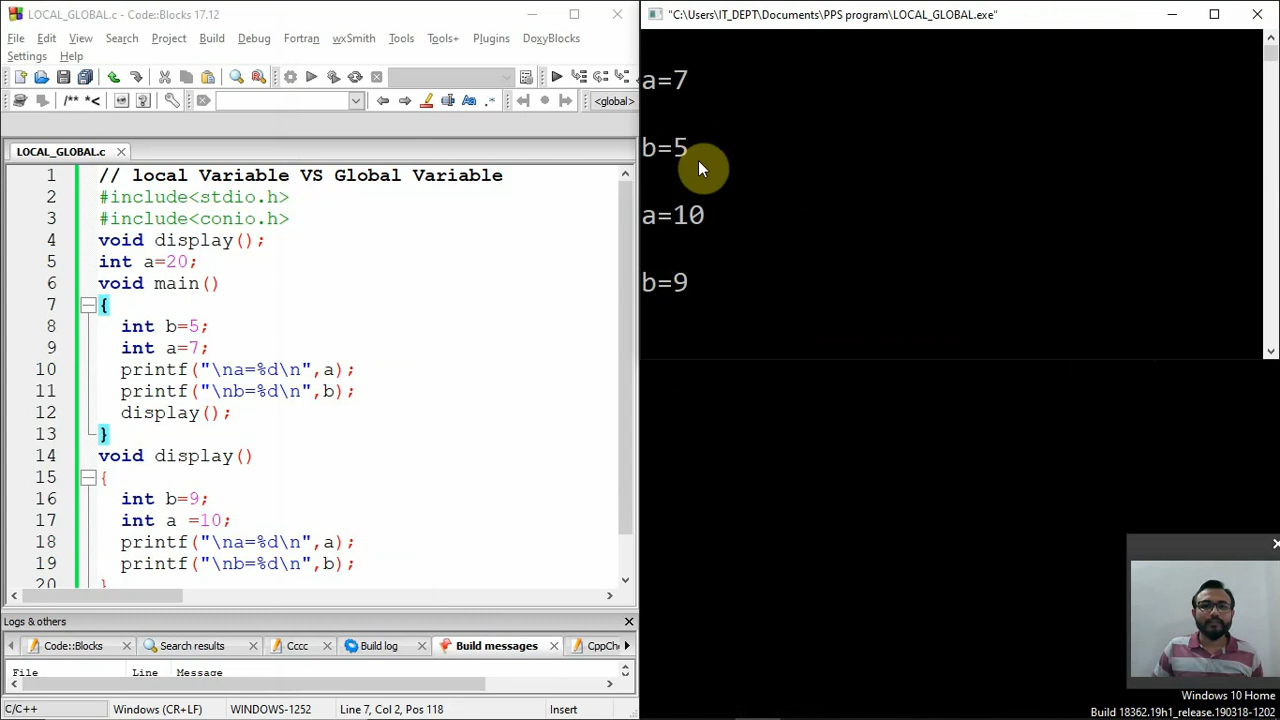 LOCAL_GLOBAL.c - Code::Blocks 17.12
File Edit View Search Project Build Debug Fortran wxSmith Tools Tools+ Plugins DoxyBlocks
Settings Help
/** *<
<global>
LOCAL_GLOBAL.c
1 // local Variable VS Global Variable
2 #include<stdio.h>
3 #include<conio.h>
4 void display();
5 int a=20;
6 void main()
7 {
8 int b=5;
9 int a=7;
10 printf("\na=%d\n",a);
11 printf("\nb=%d\n",b);
12 display();
13 }
14 void display()
15 {
16 int b=9;
17 int a =10;
18 printf("\na=%d\n",a);
19 printf("\nb=%d\n",b);
20 }
Logs & others
Code::Blocks Search results Cccc Build log Build messages CppChe
File Line Message
C/C++ Windows (CR+LF) WINDOWS-1252 Line 7, Col 2, Pos 118 Insert
"C:\Users\IT_DEPT\Documents\PPS program\LOCAL_GLOBAL.exe"
a=7
b=5
a=10
b=9
Windows 10 Home
Build 18362.19h1_release.190318-1202